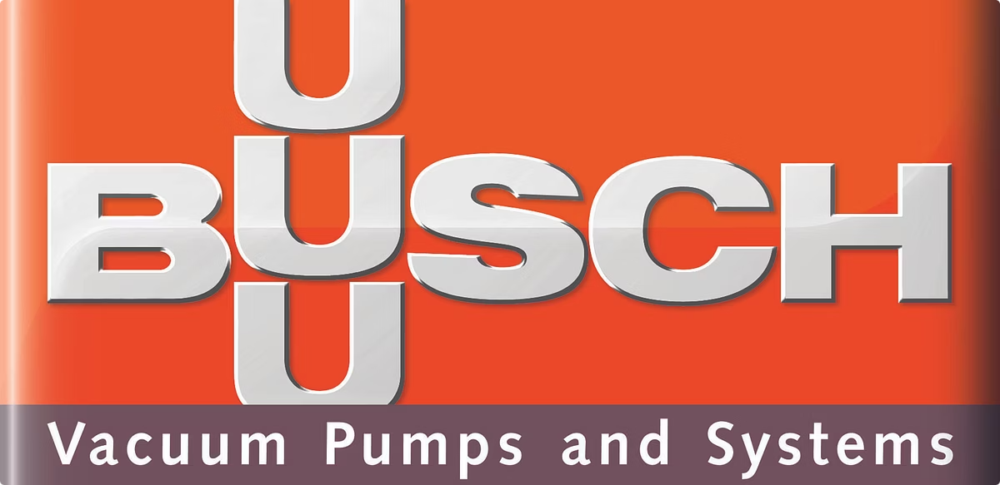 U
BUSCH
U
Vacuum Pumps and Systems